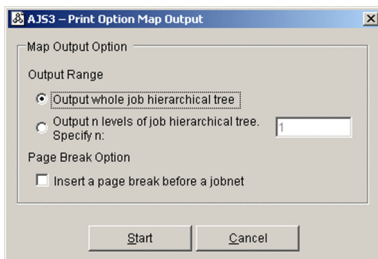 AJS3 – Print Option Map Output
Map Output Option
Output Range
Output whole job hierarchical tree
Output n levels of job hierarchical tree.
Specify n:
1
Page Break Option
Insert a page break before a jobnet
Start
Cancel